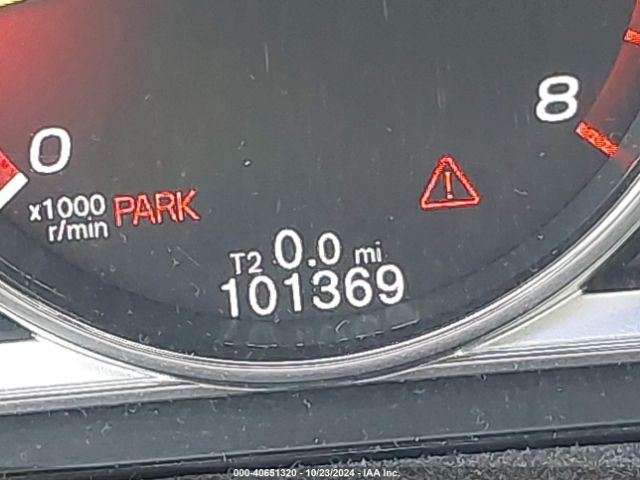 0
8
x1000
r/min
PARK
!
T2 0.0 mi
101369
000-40651320 - 10/23/2024 - IAA Inc.